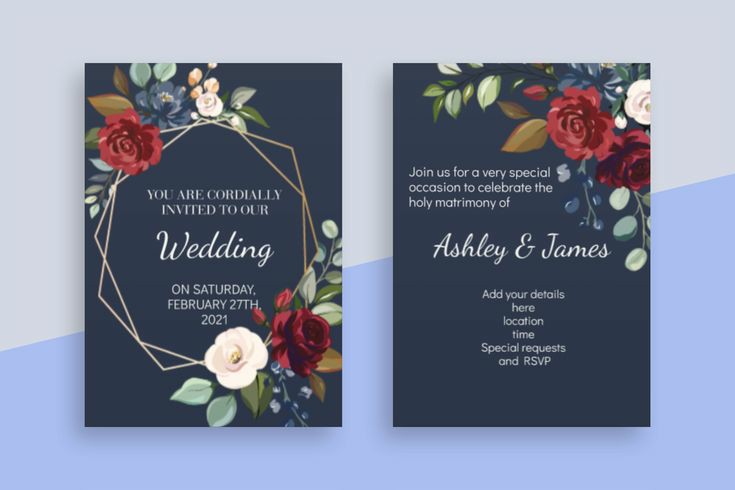 YOU ARE CORDIALLY
INVITED TO OUR
Wedding
ON SATURDAY,
FEBRUARY 27TH,
2021
Join us for a very special
occasion to celebrate the
holy matrimony of
Ashley & James
Add your details
here
location
time
Special requests
and RSVP